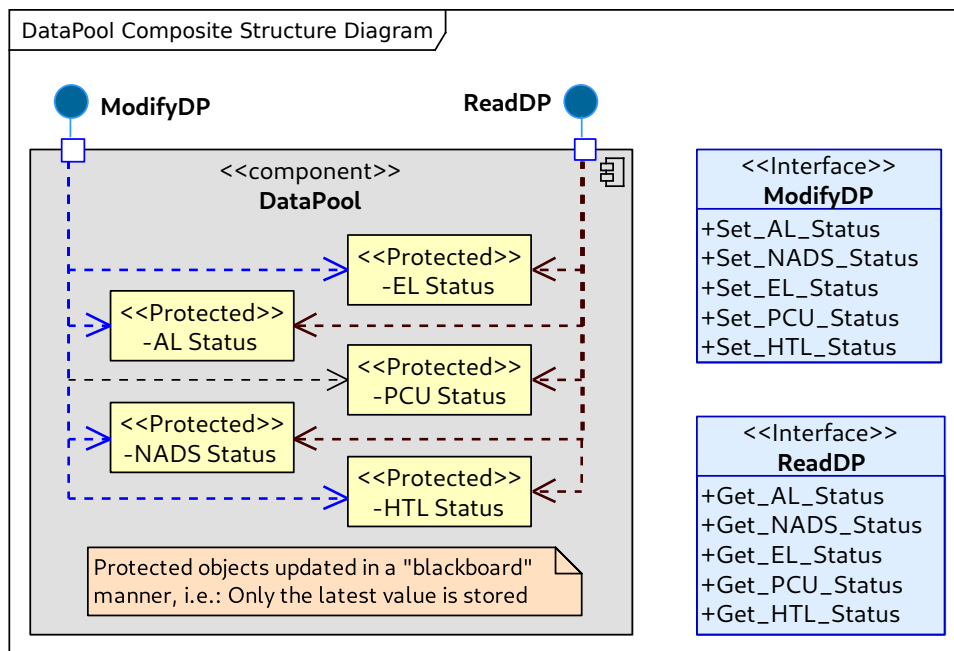 DataPool Composite Structure Diagram
ModifyDP
ReadDP
<<component>>
DataPool
<<Protected>>
-EL Status
<<Protected>>
-AL Status
<<Protected>>
-PCU Status
<<Protected>>
-NADS Status
<<Protected>>
-HTL Status
Protected objects updated in a "blackboard"
manner, i.e.: Only the latest value is stored
<<Interface>>
ModifyDP
+Set_AL_Status
+Set_NADS_Status
+Set_EL_Status
+Set_PCU_Status
+Set_HTL_Status
<<Interface>>
ReadDP
+Get_AL_Status
+Get_NADS_Status
+Get_EL_Status
+Get_PCU_Status
+Get_HTL_Status